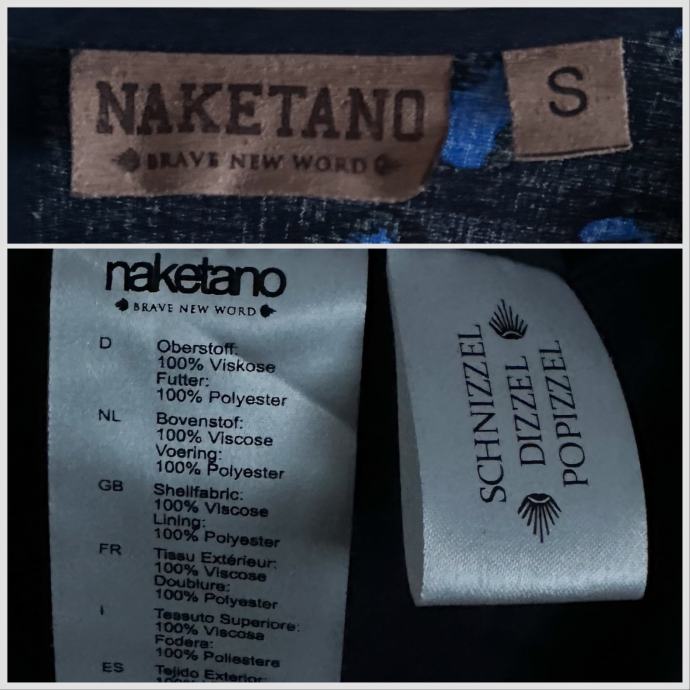 NAKETANO
BRAVE NEW WORD
S
naketano
BRAVE NEW WORD
D
Oberstoff:
100% Viskose
Futter:
100% Polyester
NL
Bovenstof:
100% Viscose
Voering:
100% Polyester
GB
Shellfabric:
100% Viscose
Lining:
100% Polyester
FR
Tissu Extérieur:
100% Viscose
Doublure:
100% Polyester
I
Tessuto Superiore:
100% Viscosa
Fodera:
100% Poliestere
ES
Tejido Exterior:
SCHNIZZEL
DIZZEL
POPIZZEL